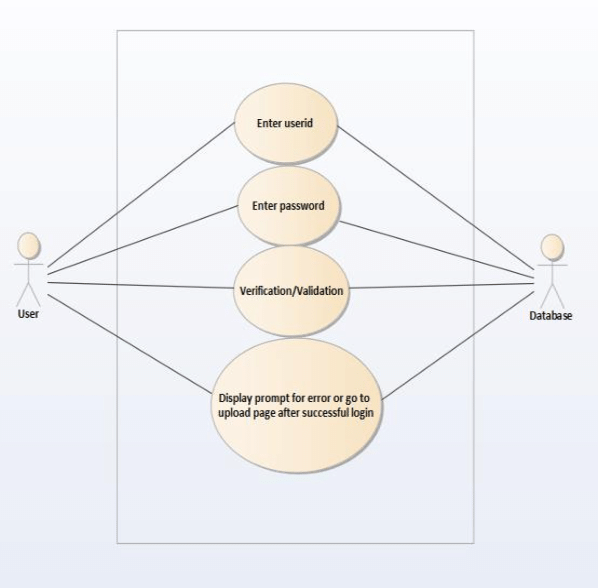 Enter userid
Enter password
Verification/Validation
User
Database
Display prompt for error or go to
upload page after successful login